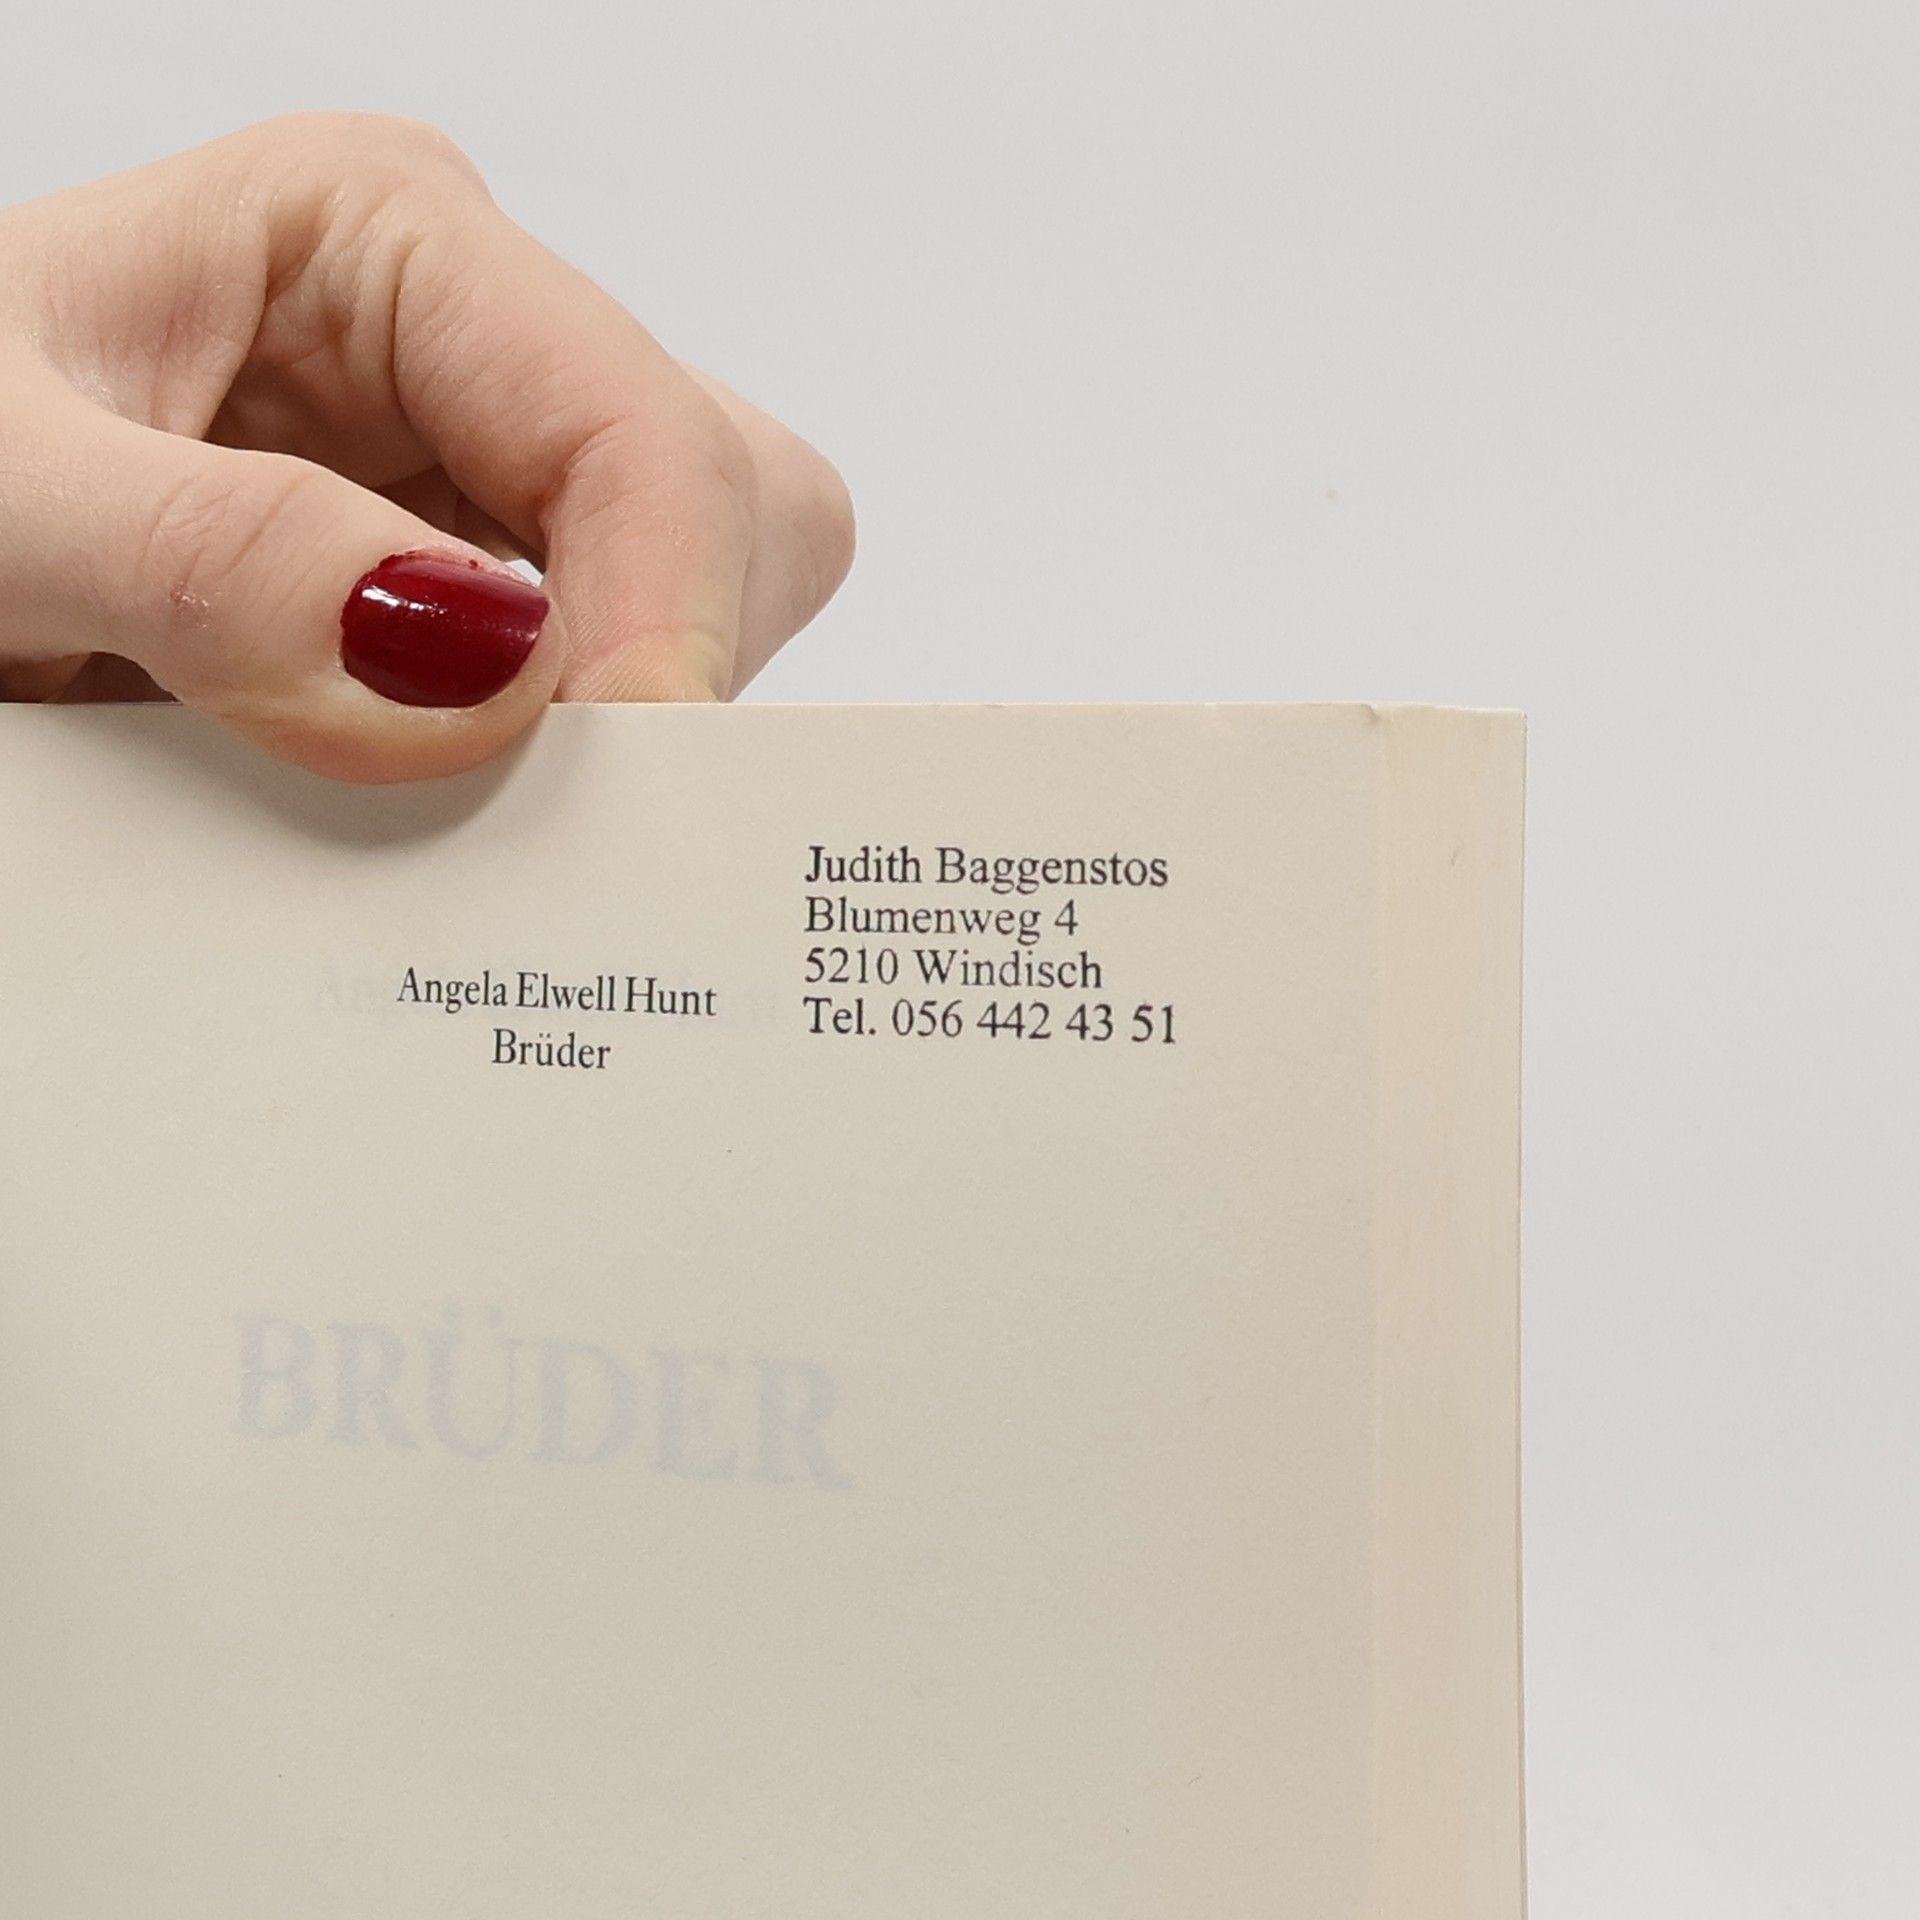 Judith Baggenstos
Blumenweg 4
5210 Windisch
Tel. 056 442 43 51
Angela Elwell Hunt
Brüder
BRÜDER